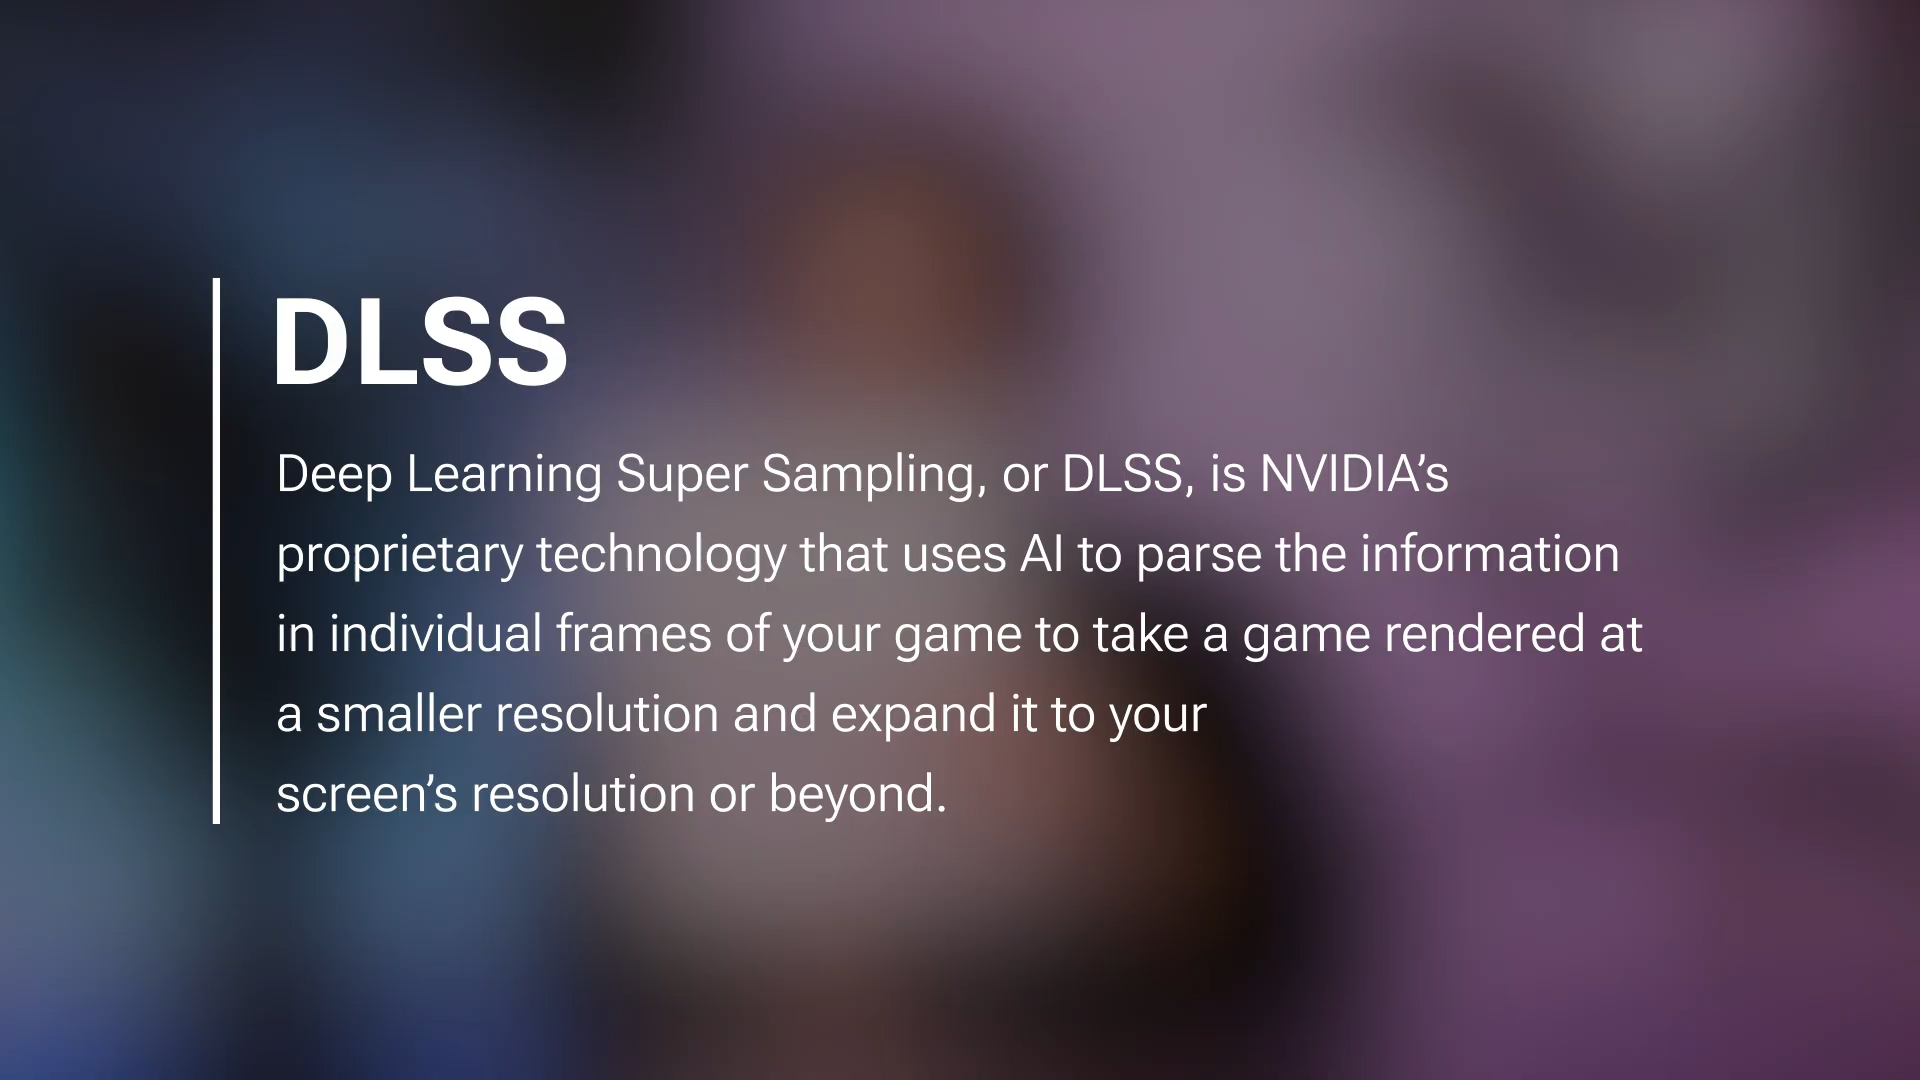 DLSS
Deep Learning Super Sampling, or DLSS, is NVIDIA’s
proprietary technology that uses AI to parse the information
in individual frames of your game to take a game rendered at
a smaller resolution and expand it to your
screen’s resolution or beyond.